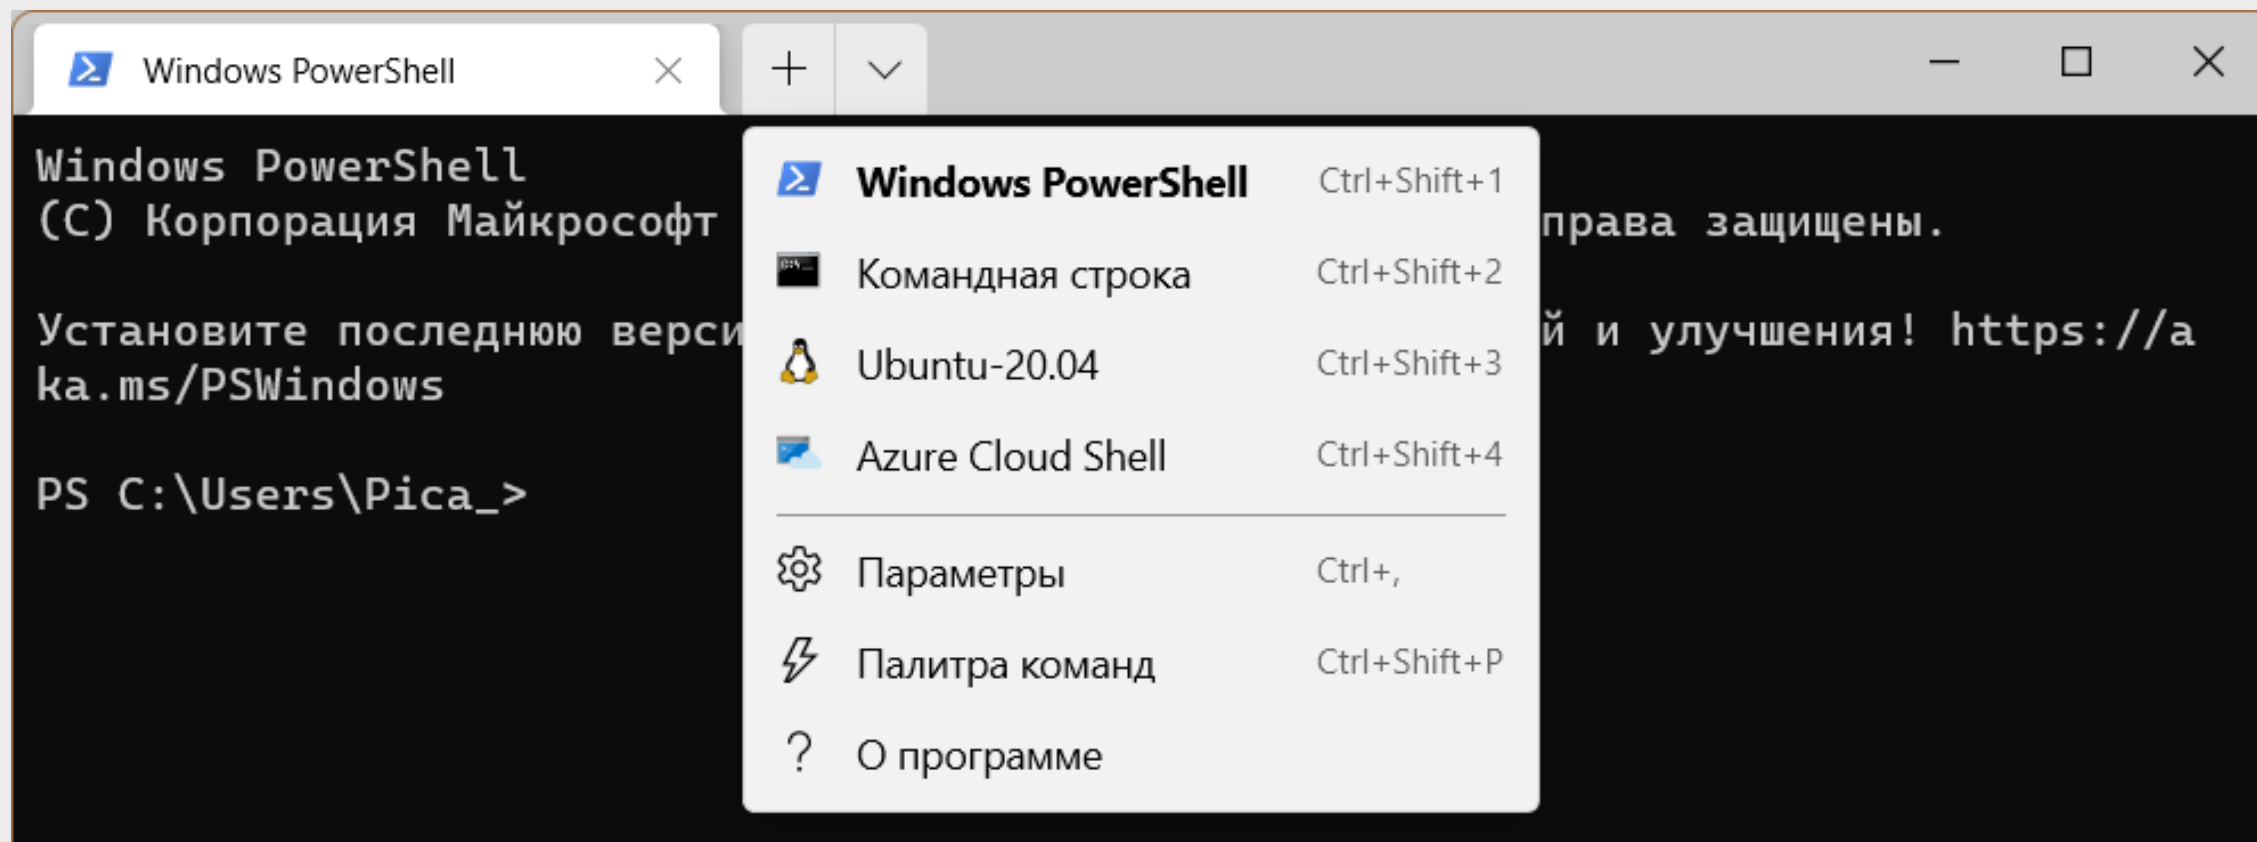 Windows PowerShell
Windows PowerShell
(C) Корпорация Майкрософт права защищены.
Установите последнюю верси й и улучшения! https://a
ka.ms/PSWindows
PS C:\Users\Pica_>
Windows PowerShell Ctrl+Shift+1
Командная строка Ctrl+Shift+2
Ubuntu-20.04 Ctrl+Shift+3
Azure Cloud Shell Ctrl+Shift+4
Параметры Ctrl+,
Палитра команд Ctrl+Shift+P
О программе